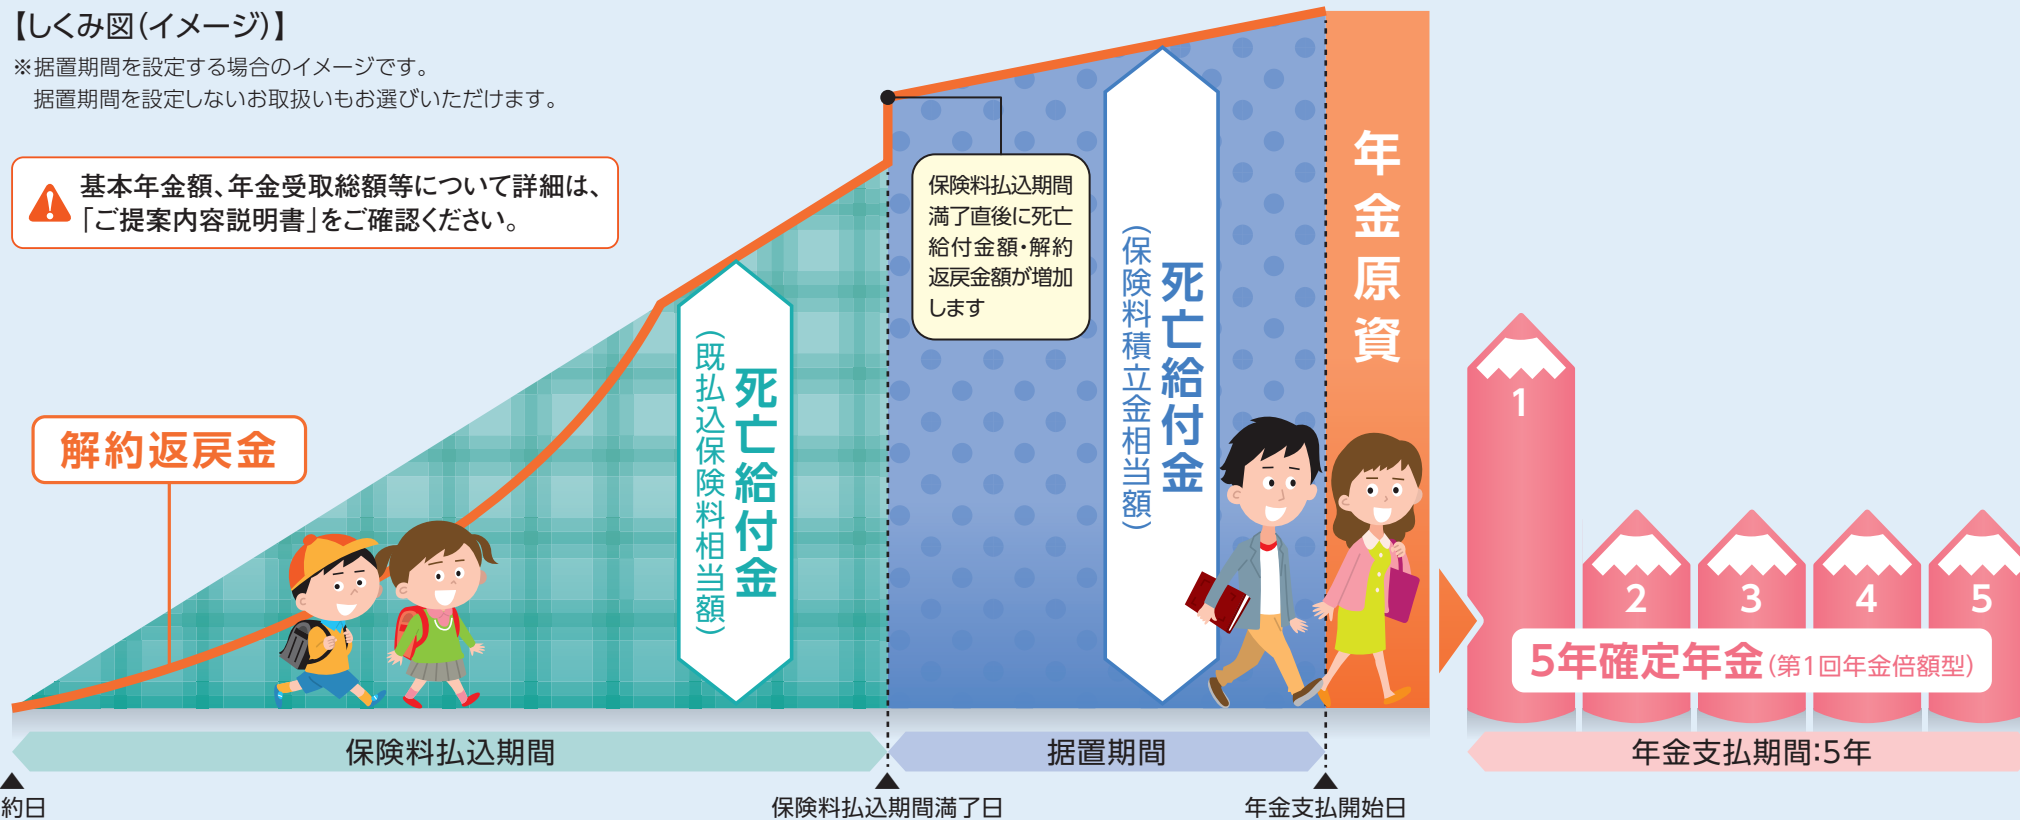 【しくみ図(イメージ)】
※据置期間を設定する場合のイメージです。
据置期間を設定しないお取扱いもお選びいただけます。
基本年金額、年金受取総額等について詳細は、
「ご提案内容説明書」をご確認ください。
解約返戻金
死亡給付金
(既払込保険料相当額)
保険料払込期間
満了直後に死亡
給付金額・解約
返戻金額が増加
します
死亡給付金
(保険料積立金相当額)
年金原資
1
2
3
4
5
5年確定年金(第1回年金倍額型)
保険料払込期間
据置期間
年金支払期間:5年
約日
保険料払込期間満了日
年金支払開始日